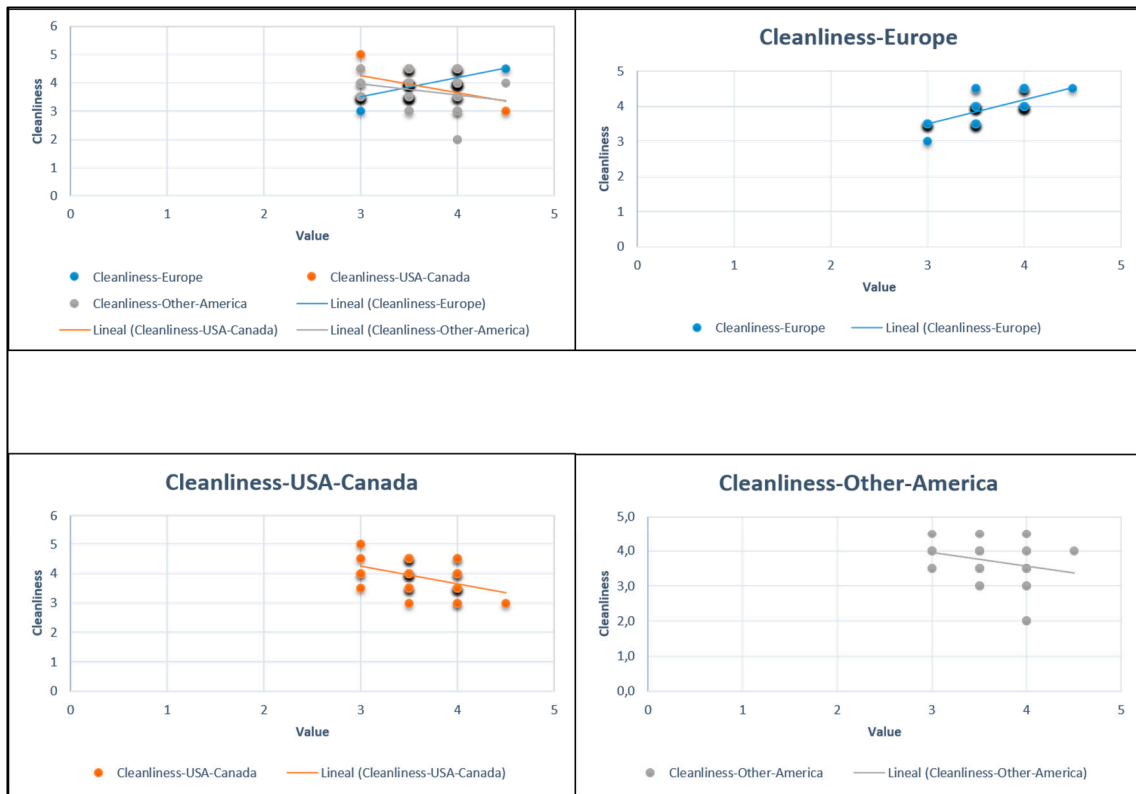 6
5
4
3
2
1
0
Cleanliness
0 1 2 3 4 5
Value
Cleanliness-Europe Cleanliness-USA-Canada
Cleanliness-Other-America Lineal (Cleanliness-Europe)
Lineal (Cleanliness-USA-Canada) Lineal (Cleanliness-Other-America)
Cleanliness-Europe
5
4
3
2
1
0
Cleanliness
0 1 2 3 4 5
Value
Cleanliness-Europe Lineal (Cleanliness-Europe)
Cleanliness-USA-Canada
6
5
4
3
2
1
0
Cleanliness
0 1 2 3 4 5
Value
Cleanliness-USA-Canada Lineal (Cleanliness-USA-Canada)
Cleanliness-Other-America
5,0
4,0
3,0
2,0
1,0
0,0
Cleanliness
0 1 2 3 4 5
Value
Cleanliness-Other-America Lineal (Cleanliness-Other-America)